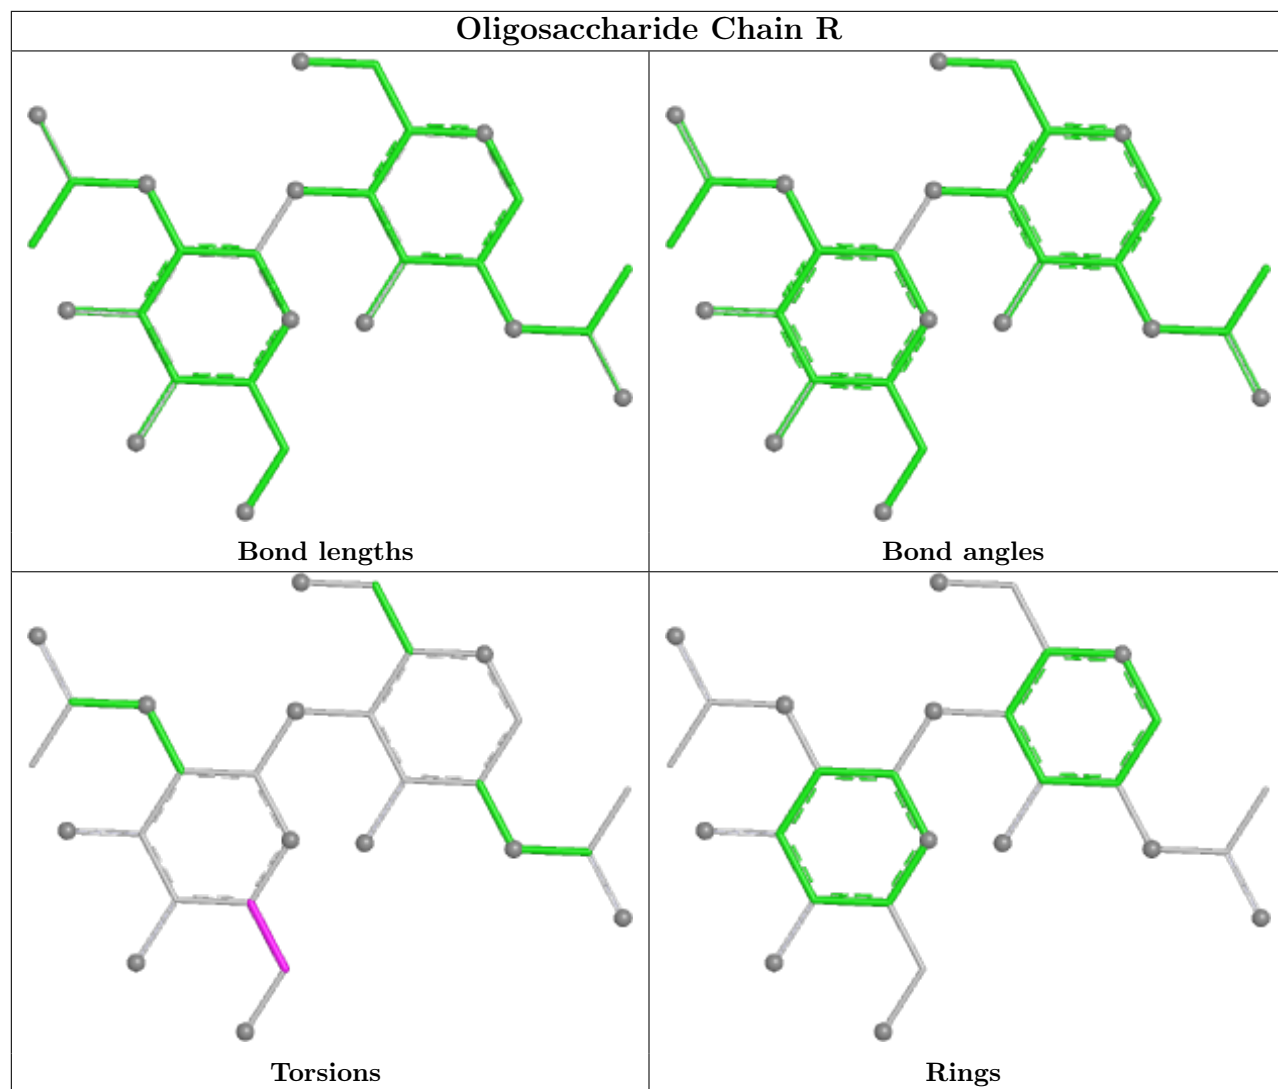 Oligosaccharide Chain R
Bond lengths
Bond angles
Torsions
Rings